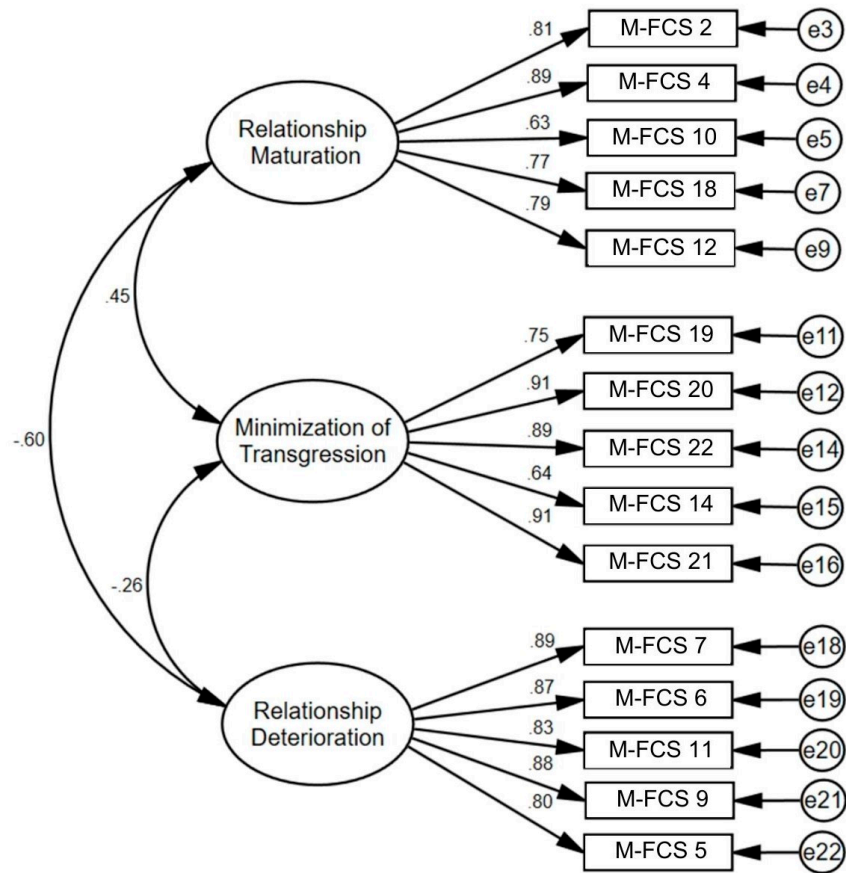 .81
M-FCS 2
e3
.89
M-FCS 4
e4
Relationship
Maturation
.63
M-FCS 10
e5
.77
M-FCS 18
e7
.79
M-FCS 12
e9
.45
.75
M-FCS 19
e11
.91
M-FCS 20
e12
-.60
Minimization of
Transgression
.89
M-FCS 22
e14
.64
M-FCS 14
e15
.91
M-FCS 21
e16
-.26
.89
M-FCS 7
e18
.87
M-FCS 6
e19
Relationship
Deterioration
.83
M-FCS 11
e20
.88
M-FCS 9
e21
.80
M-FCS 5
e22